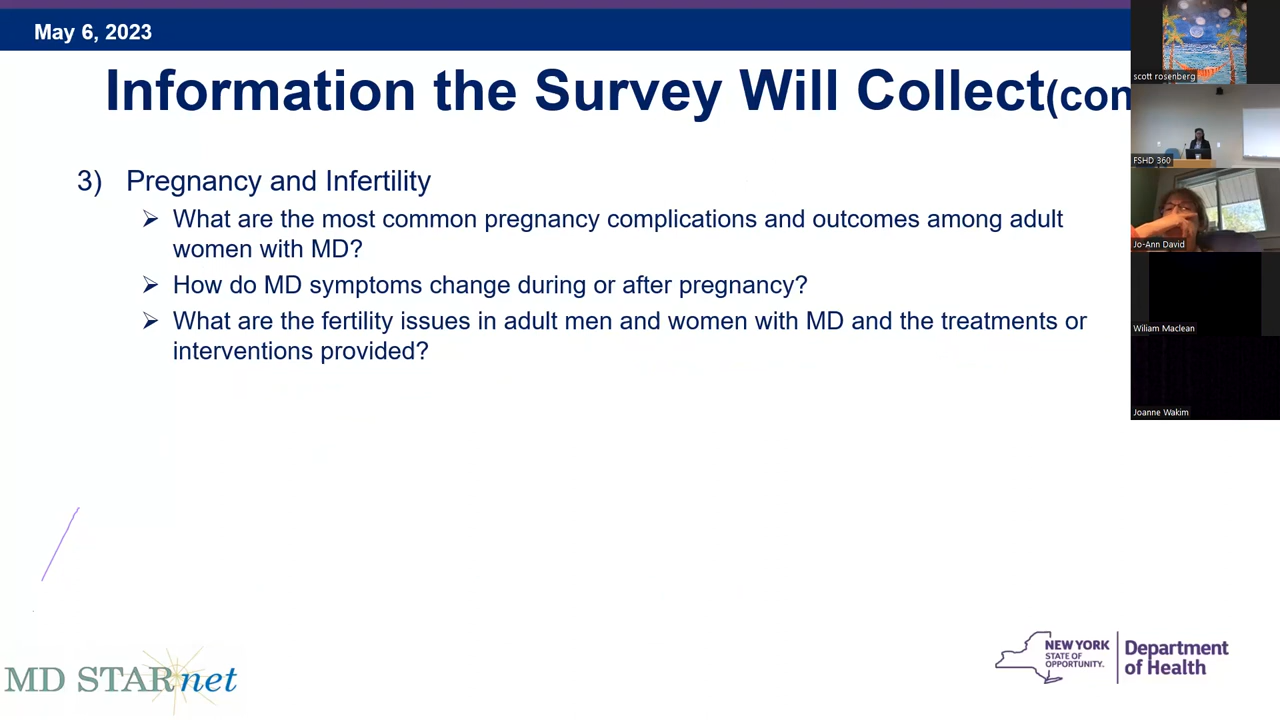 May 6, 2023
Information the Survey Will Collect(con
3) Pregnancy and Infertility
➢ What are the most common pregnancy complications and outcomes among adult
women with MD?
➢ How do MD symptoms change during or after pregnancy?
➢ What are the fertility issues in adult men and women with MD and the treatments or
interventions provided?
MD STARnet
NEW YORK
STATE OF
OPPORTUNITY.
Department
of Health
scott rosenberg
FSHD 360
Jo-Ann David
Wiliam Maclean
Joanne Wakim